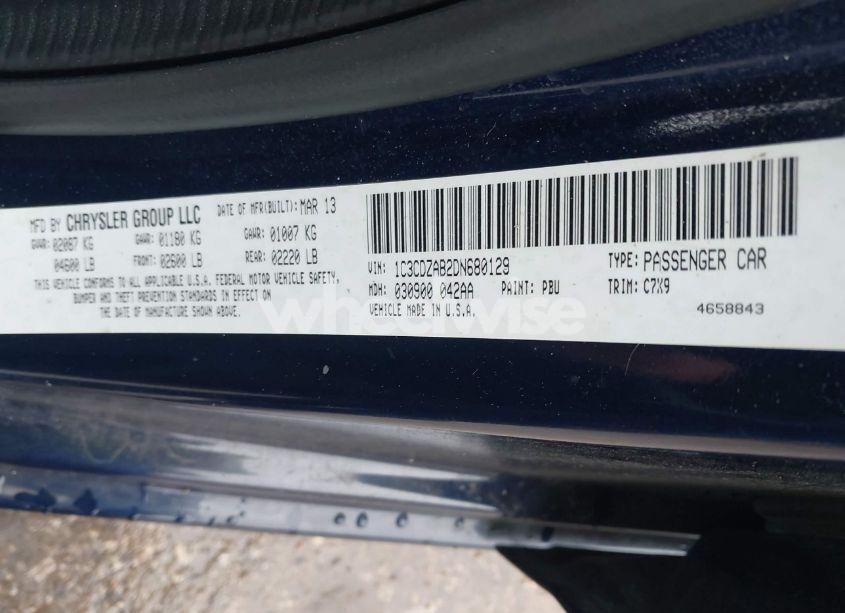 MFD BY CHRYSLER GROUP LLC DATE OF MFR(BUILT): MAR 13
GVWR: 02087 KG GAWR: 01180 KG GAWR: 01007 KG
04600 LB FRONT: 02600 LB REAR: 02220 LB
THIS VEHICLE CONFORMS TO ALL APPLICABLE U.S.A. FEDERAL MOTOR VEHICLE SAFETY,
BUMPER AND THEFT PREVENTION STANDARDS IN EFFECT ON
THE DATE OF MANUFACTURE SHOWN ABOVE.
VIN: 1C3CDZAB2DN680129 TYPE: PASSENGER CAR
MDH: 030900 042AA PAINT: PBU TRIM: C7X9
VEHICLE MADE IN U.S.A. 4658843
wheelwise